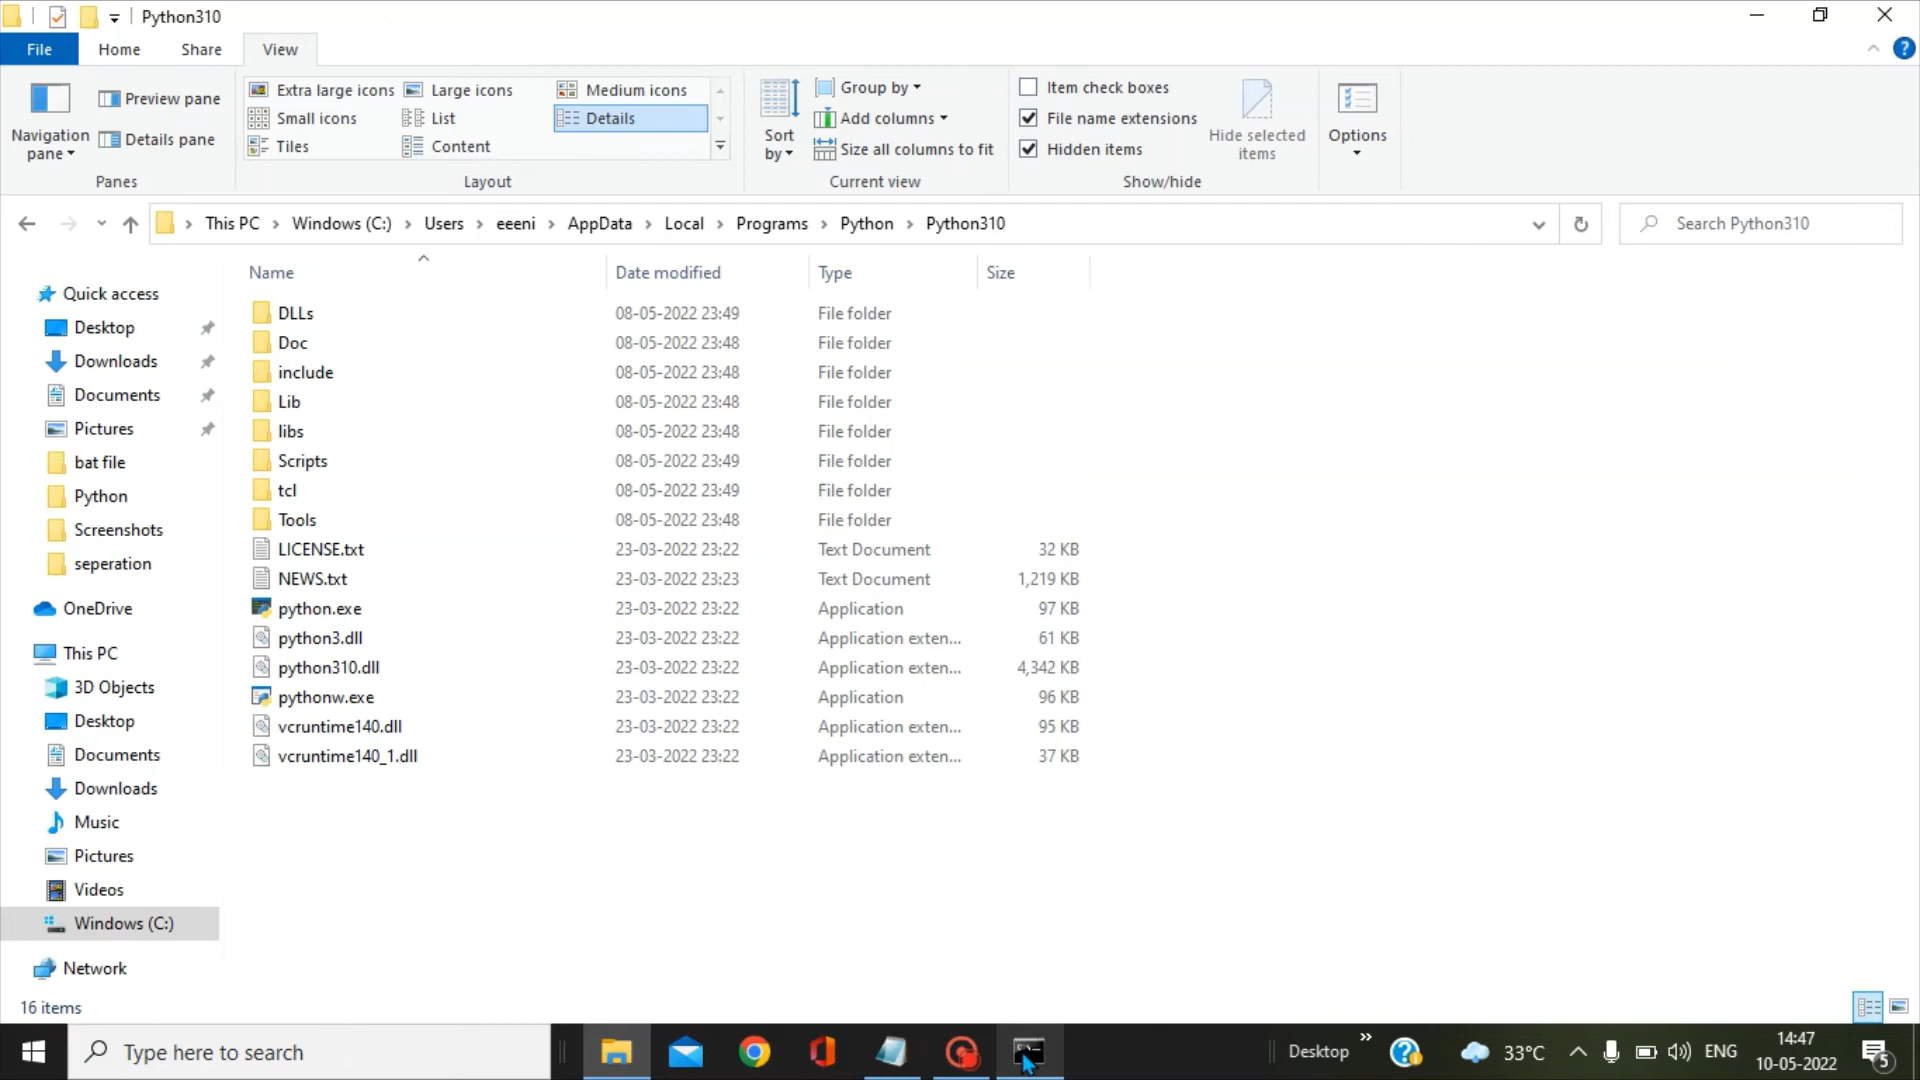 Python310
File Home Share View
Navigation pane
Preview pane
Details pane
Panes
Extra large icons Large icons Medium icons
Small icons List Details
Tiles Content
Layout
Sort by
Group by
Add columns
Size all columns to fit
Current view
Item check boxes
File name extensions
Hidden items
Hide selected items
Show/hide
Options
This PC Windows (C:) Users eeeni AppData Local Programs Python Python310
Search Python310
Quick access
Desktop
Downloads
Documents
Pictures
bat file
Python
Screenshots
seperation
OneDrive
This PC
3D Objects
Desktop
Documents
Downloads
Music
Pictures
Videos
Windows (C:)
Network
Name Date modified Type Size
DLLs 08-05-2022 23:49 File folder
Doc 08-05-2022 23:48 File folder
include 08-05-2022 23:48 File folder
Lib 08-05-2022 23:48 File folder
libs 08-05-2022 23:48 File folder
Scripts 08-05-2022 23:49 File folder
tcl 08-05-2022 23:49 File folder
Tools 08-05-2022 23:48 File folder
LICENSE.txt 23-03-2022 23:22 Text Document 32 KB
NEWS.txt 23-03-2022 23:23 Text Document 1,219 KB
python.exe 23-03-2022 23:22 Application 97 KB
python3.dll 23-03-2022 23:22 Application exten... 61 KB
python310.dll 23-03-2022 23:22 Application exten... 4,342 KB
pythonw.exe 23-03-2022 23:22 Application 96 KB
vcruntime140.dll 23-03-2022 23:22 Application exten... 95 KB
vcruntime140_1.dll 23-03-2022 23:22 Application exten... 37 KB
16 items
Type here to search
Desktop
33°C
ENG
14:47
10-05-2022
5